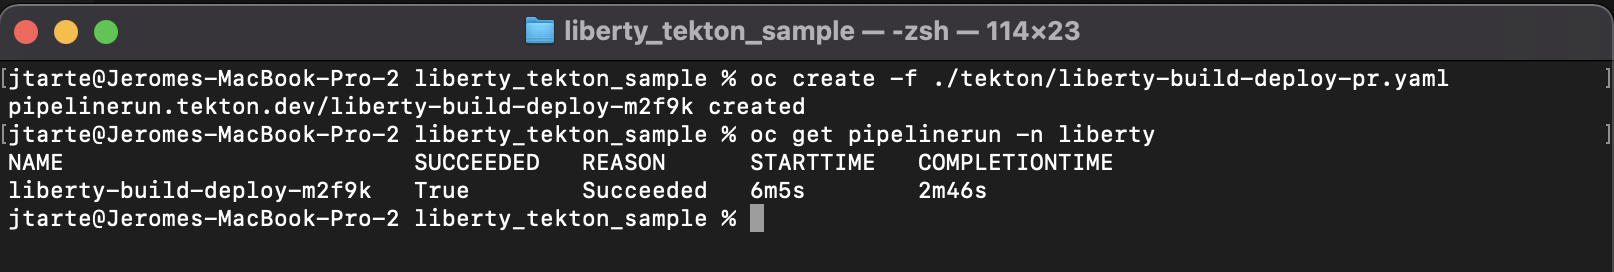 liberty_tekton_sample — -zsh — 114×23
[jtarte@Jeromes-MacBook-Pro-2 liberty_tekton_sample % oc create -f ./tekton/liberty-build-deploy-pr.yaml ]
pipelinerun.tekton.dev/liberty-build-deploy-m2f9k created
[jtarte@Jeromes-MacBook-Pro-2 liberty_tekton_sample % oc get pipelinerun -n liberty ]
NAME SUCCEEDED REASON STARTTIME COMPLETIONTIME
liberty-build-deploy-m2f9k True Succeeded 6m5s 2m46s
jtarte@Jeromes-MacBook-Pro-2 liberty_tekton_sample %